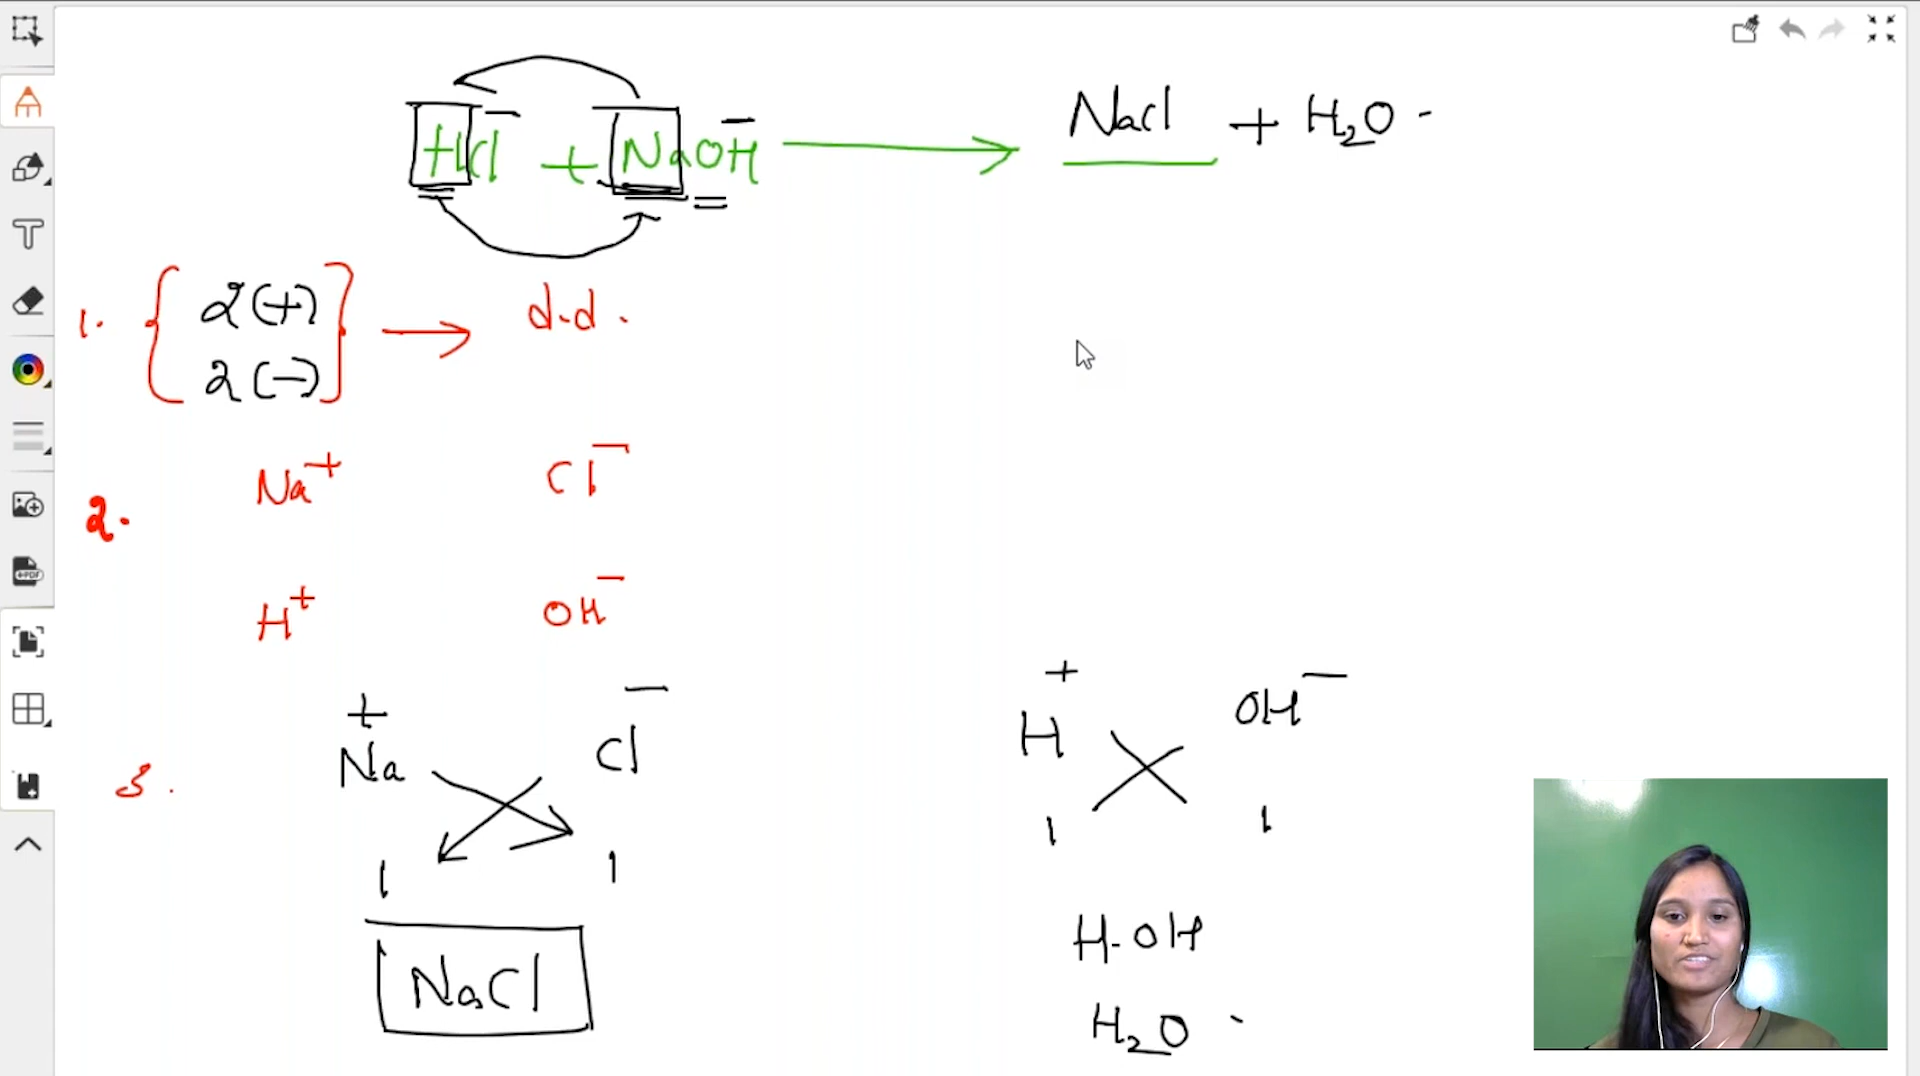 HCl⁻ + NaOH⁻ → NaCl + H₂O.
1. { 2(+) 2(-) } → d.d.
Na⁺ Cl⁻
2.
H⁺ OH⁻
3. Na⁺ Cl⁻ H⁺ OH⁻
1 1 1 1
NaCl H-OH
H₂O